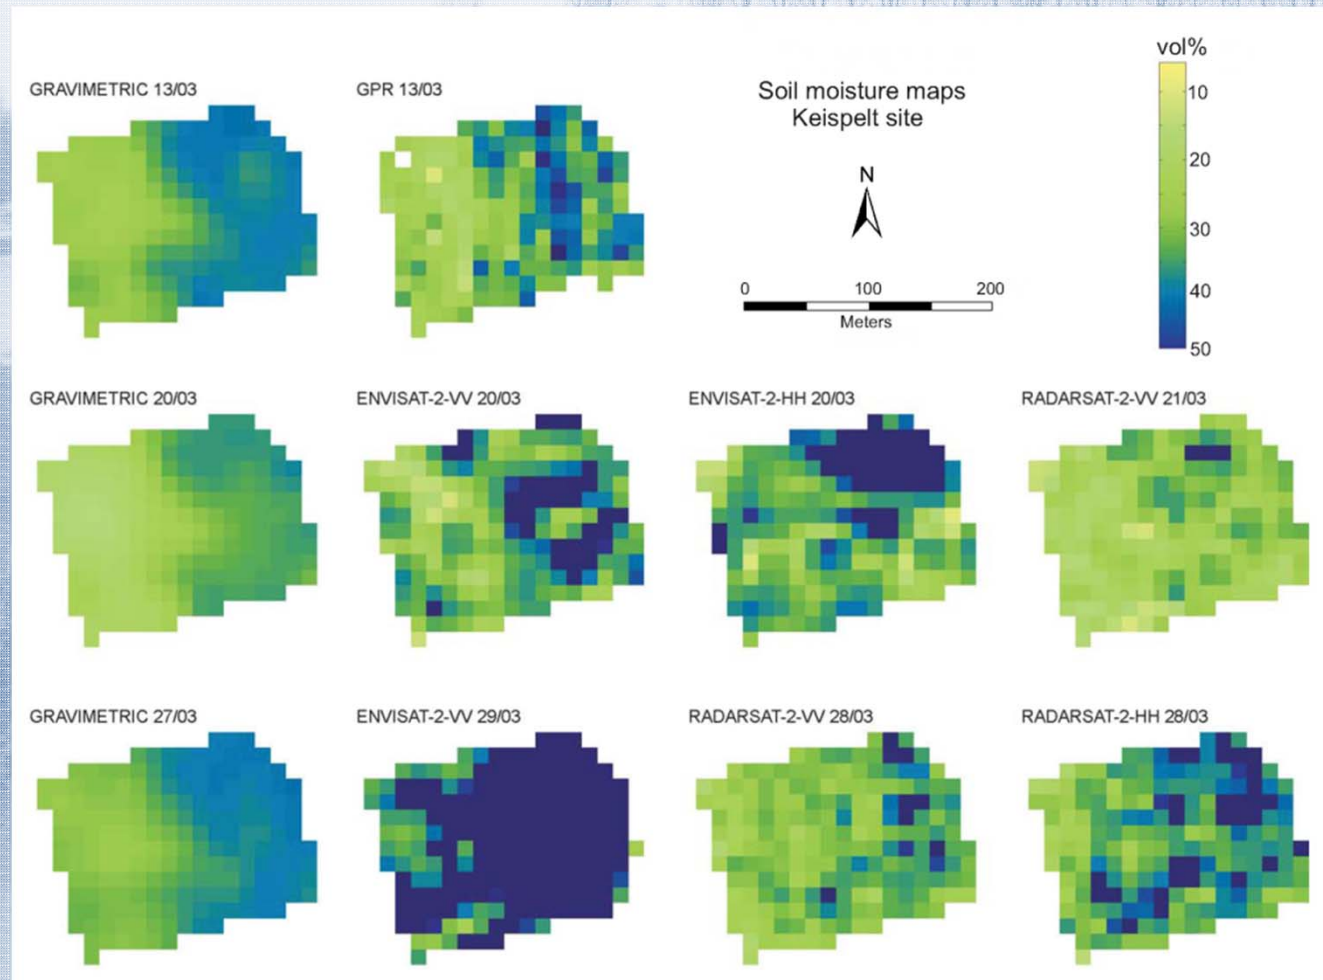 vol%
GRAVIMETRIC 13/03
GPR 13/03
Soil moisture maps
Keispelt site
N
0 100 200
Meters
10
20
30
40
50
GRAVIMETRIC 20/03
ENVISAT-2-VV 20/03
ENVISAT-2-HH 20/03
RADARSAT-2-VV 21/03
GRAVIMETRIC 27/03
ENVISAT-2-VV 29/03
RADARSAT-2-VV 28/03
RADARSAT-2-HH 28/03